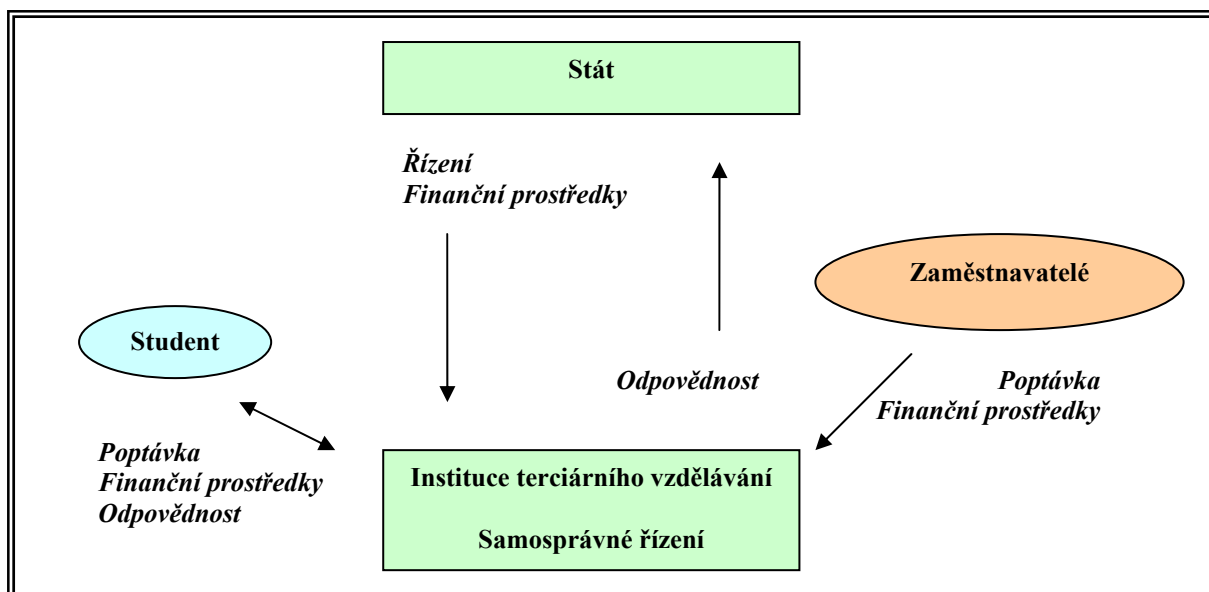 Stát
Řízení
Finanční prostředky
Zaměstnavatelé
Student
Odpovědnost
Poptávka
Finanční prostředky
Poptávka
Finanční prostředky
Odpovědnost
Instituce terciárního vzdělávání
Samosprávné řízení